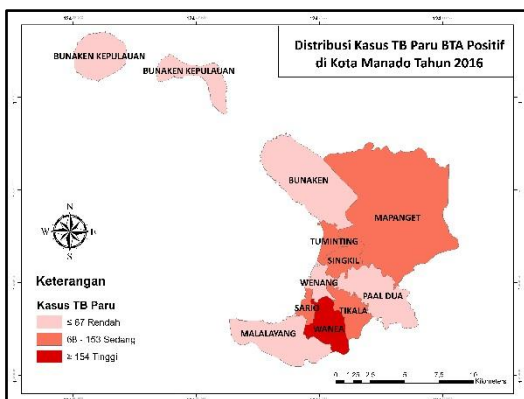 Distribusi Kasus TB Paru BTA Positif
di Kota Manado Tahun 2016
BUNAKEN KEPULAUAN
BUNAKEN KEPULAUAN
BUNAKEN
MAPANGET
TUMINTING
SINGKIL
WENANG
PAAL DUA
SARIO
TIKALA
WANEA
MALALAYANG
N
W
E
S
Keterangan
Kasus TB Paru
≤ 67 Rendah
68 - 153 Sedang
≥ 154 Tinggi
0 1.25 2.5 5 7.5 10
Kilometers